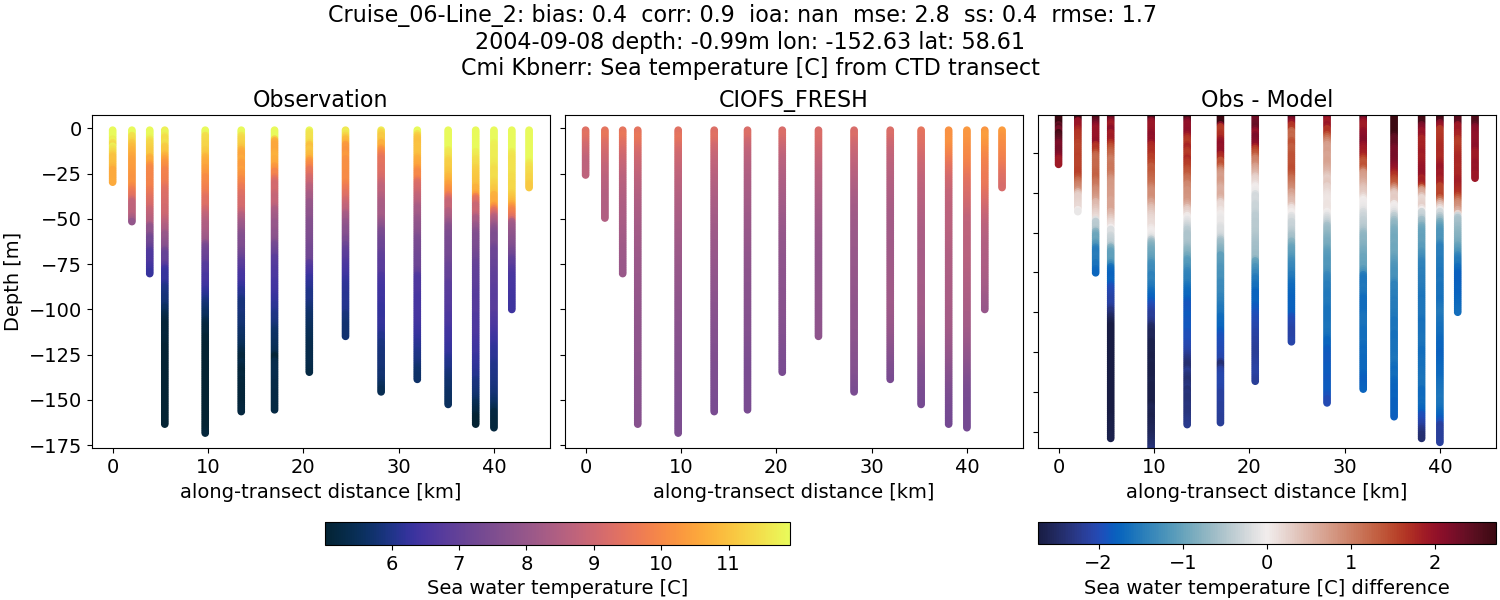 Cruise_06-Line_2: bias: 0.4  corr: 0.9  ioa: nan  mse: 2.8  ss: 0.4  rmse: 1.7
2004-09-08 depth: -0.99m lon: -152.63 lat: 58.61
Cmi Kbnerr: Sea temperature [C] from CTD transect
Observation
CIOFS_FRESH
Obs - Model
Depth [m]
0
−25
−50
−75
−100
−125
−150
−175
0 10 20 30 40
0 10 20 30 40
0 10 20 30 40
along-transect distance [km]
along-transect distance [km]
along-transect distance [km]
6 7 8 9 10 11
Sea water temperature [C]
−2 −1 0 1 2
Sea water temperature [C] difference